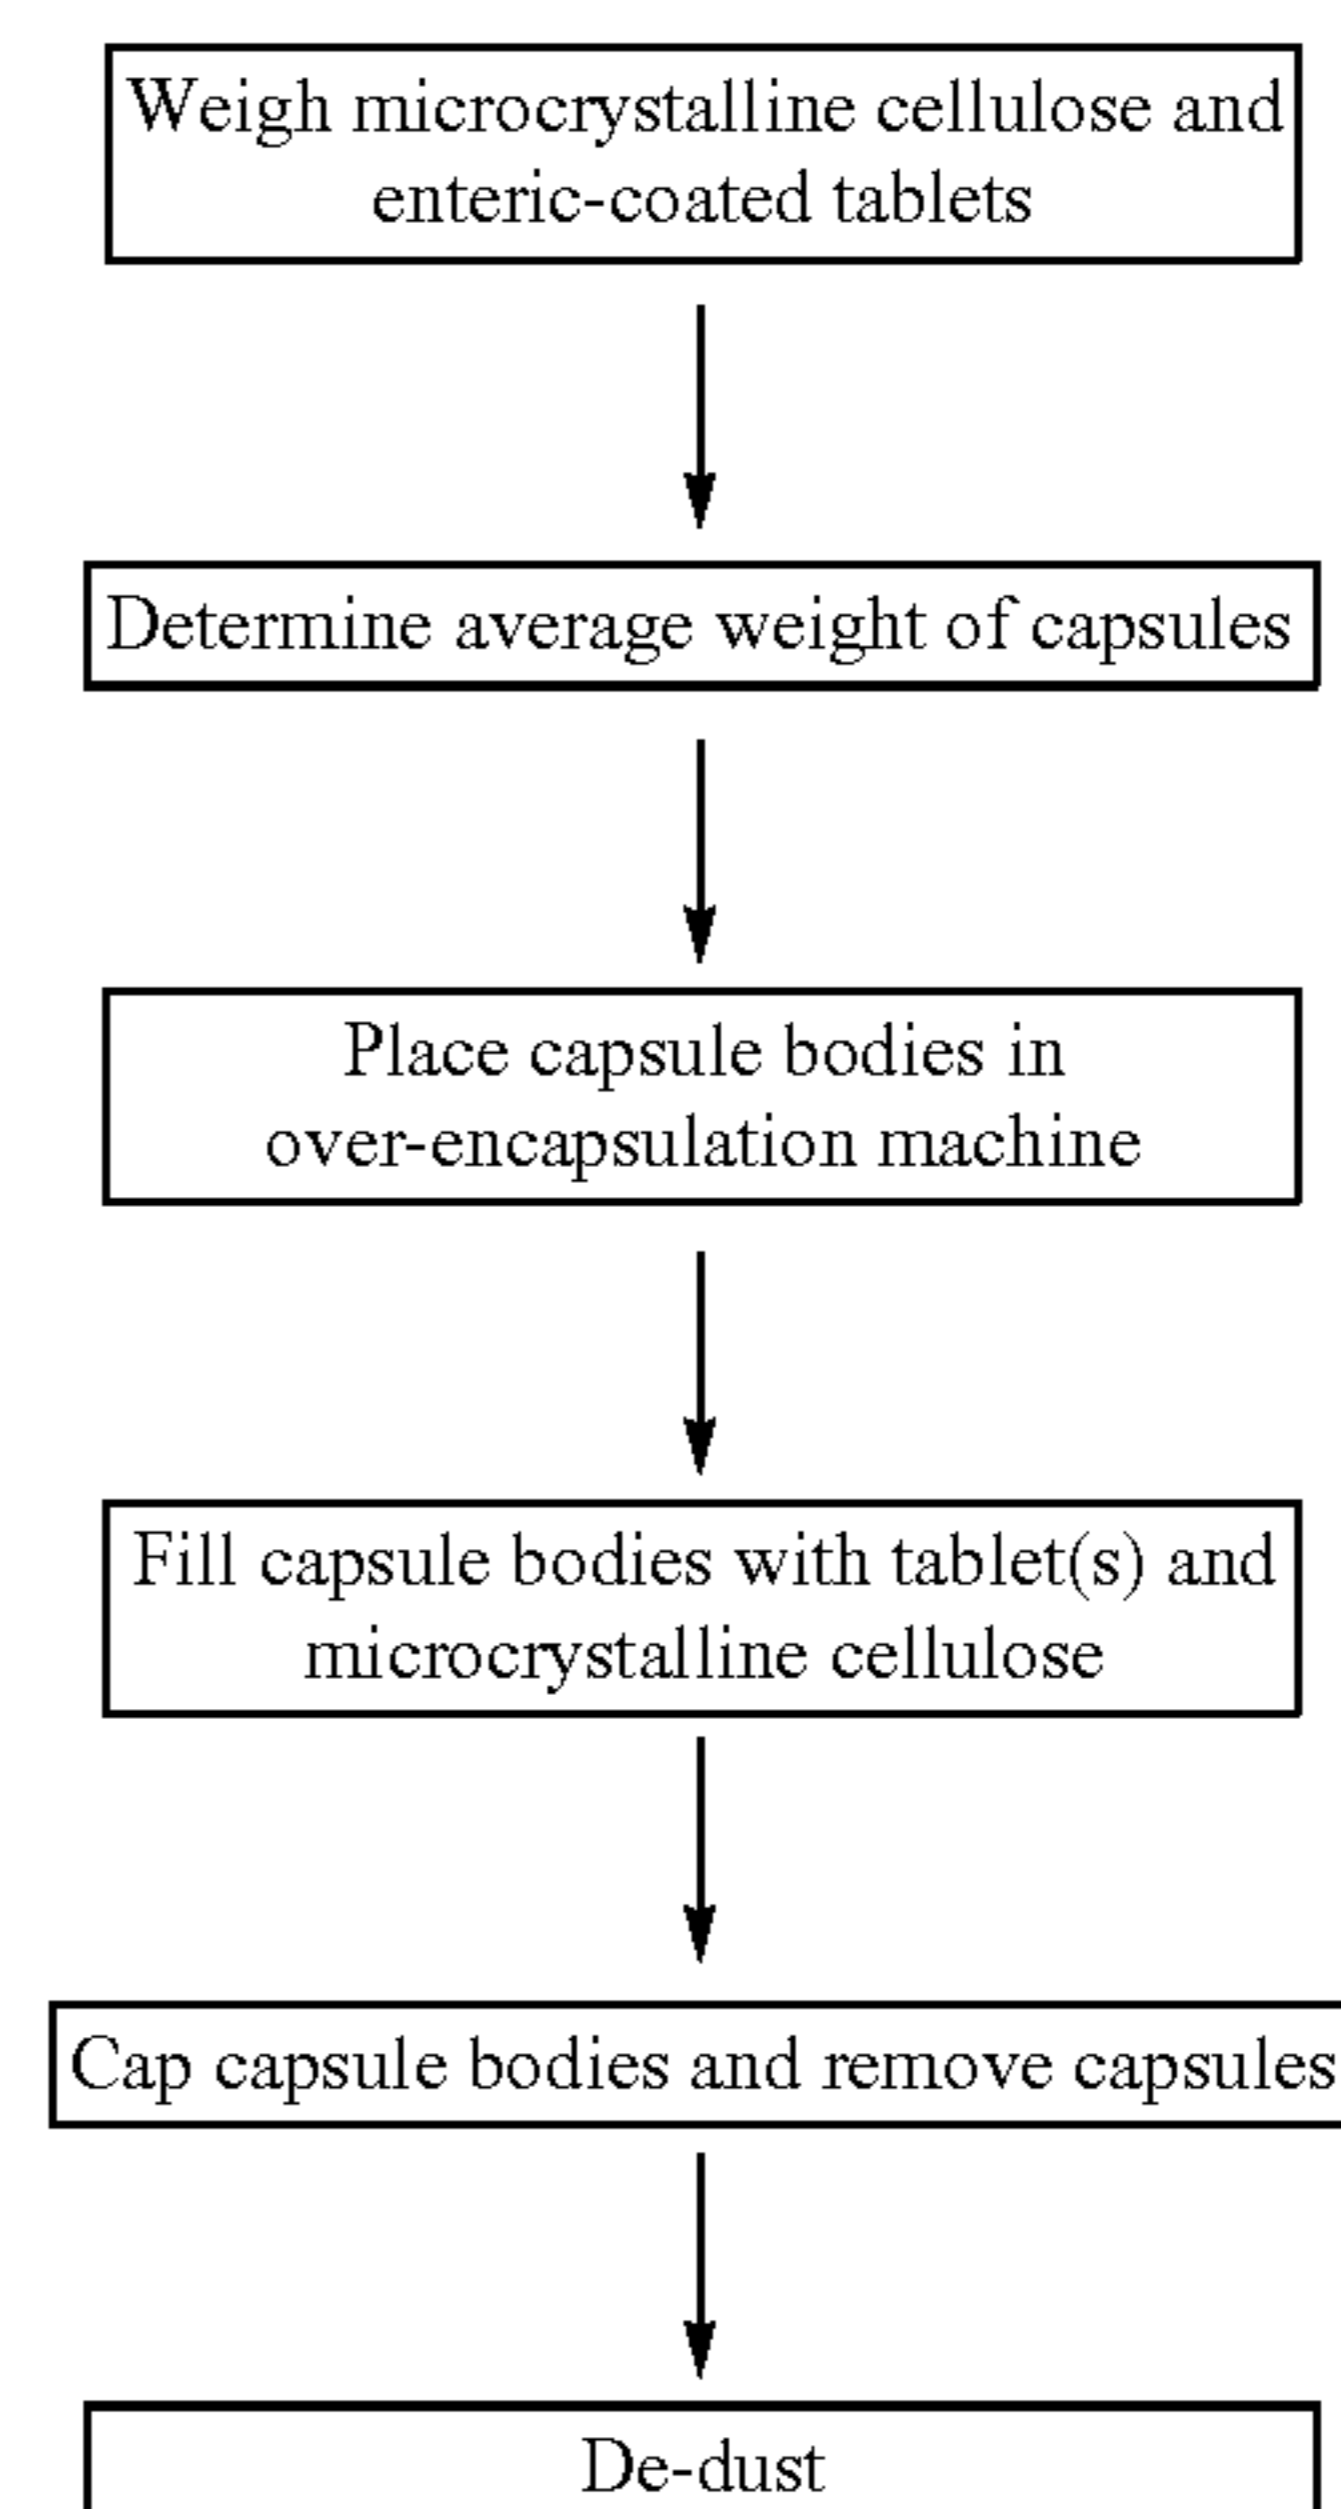 Weigh microcrystalline cellulose and
enteric-coated tablets
Determine average weight of capsules
Place capsule bodies in
over-encapsulation machine
Fill capsule bodies with tablet(s) and
microcrystalline cellulose
Cap capsule bodies and remove capsules
De-dust